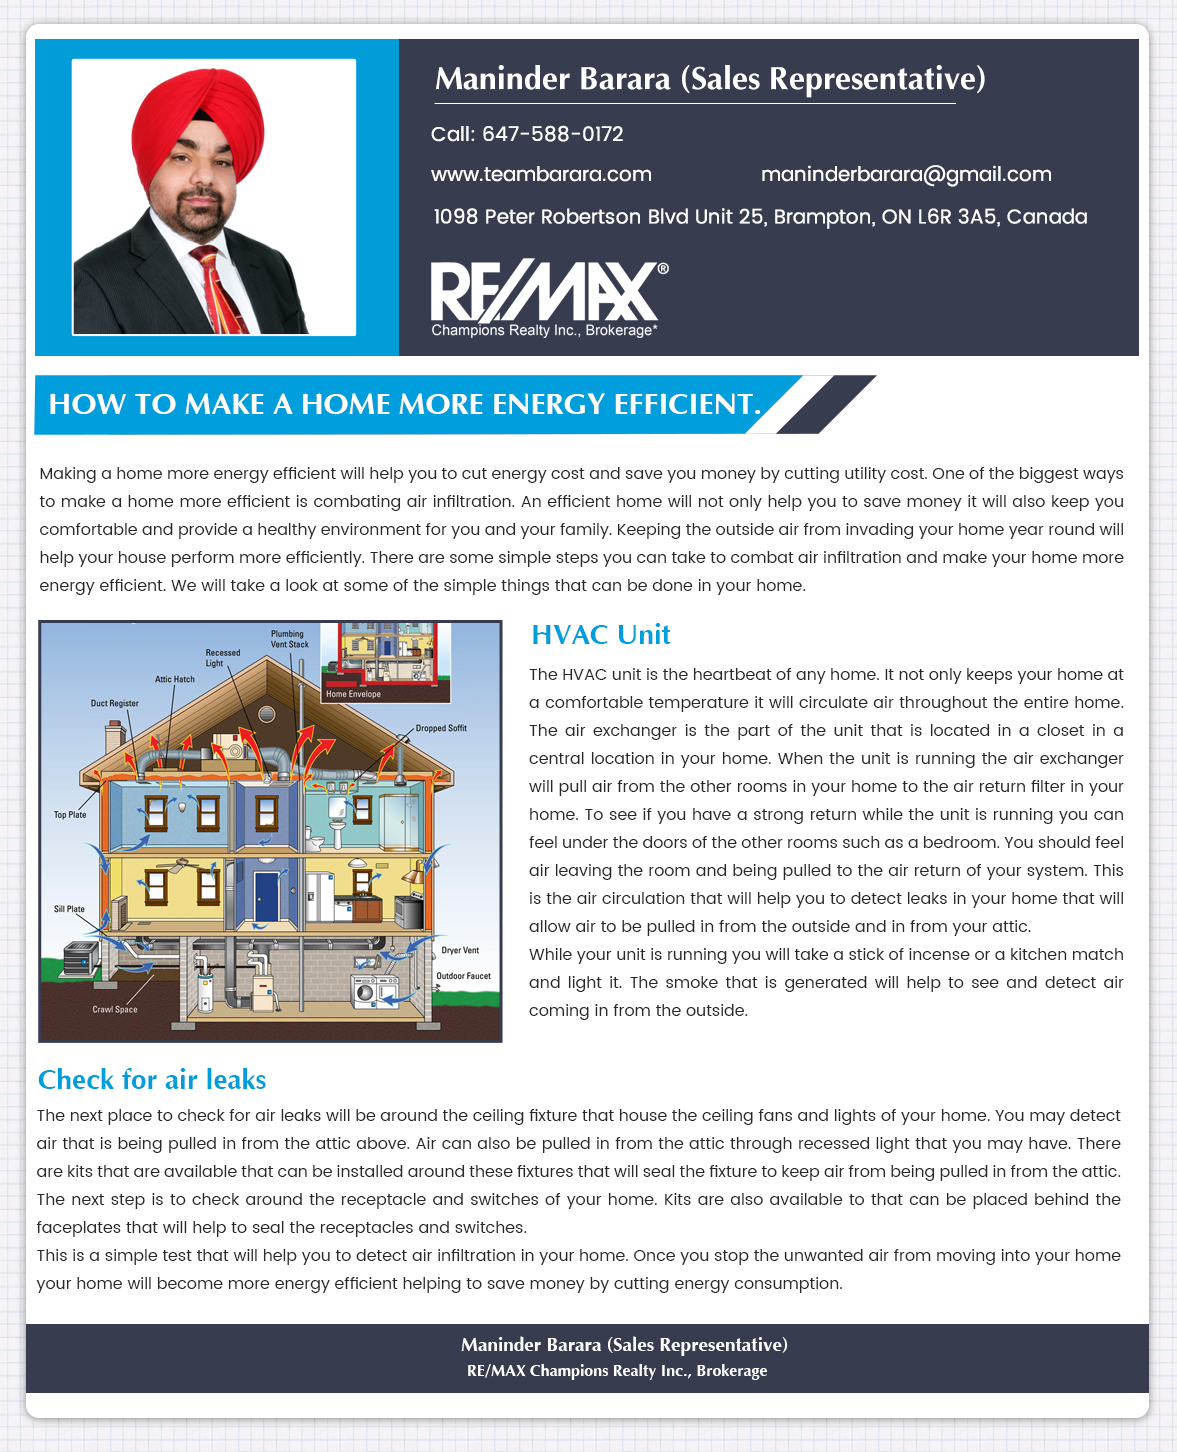 Maninder Barara (Sales Representative)
Call: 647-588-0172
www.teambarara.com
maninderbarara@gmail.com
1098 Peter Robertson Blvd Unit 25, Brampton, ON L6R 3A5, Canada
RE/MAX®
Champions Realty Inc., Brokerage*
HOW TO MAKE A HOME MORE ENERGY EFFICIENT.
Making a home more energy efficient will help you to cut energy cost and save you money by cutting utility cost. One of the biggest ways
to make a home more efficient is combating air infiltration. An efficient home will not only help you to save money it will also keep you
comfortable and provide a healthy environment for you and your family. Keeping the outside air from invading your home year round will
help your house perform more efficiently. There are some simple steps you can take to combat air infiltration and make your home more
energy efficient. We will take a look at some of the simple things that can be done in your home.
Plumbing
Vent Stack
Recessed
Light
Attic Hatch
Duct Register
Home Envelope
Dropped Soffit
Top Plate
Sill Plate
Dryer Vent
Outdoor Faucet
Crawl Space
HVAC Unit
The HVAC unit is the heartbeat of any home. It not only keeps your home at
a comfortable temperature it will circulate air throughout the entire home.
The air exchanger is the part of the unit that is located in a closet in a
central location in your home. When the unit is running the air exchanger
will pull air from the other rooms in your home to the air return filter in your
home. To see if you have a strong return while the unit is running you can
feel under the doors of the other rooms such as a bedroom. You should feel
air leaving the room and being pulled to the air return of your system. This
is the air circulation that will help you to detect leaks in your home that will
allow air to be pulled in from the outside and in from your attic.
While your unit is running you will take a stick of incense or a kitchen match
and light it. The smoke that is generated will help to see and detect air
coming in from the outside.
Check for air leaks
The next place to check for air leaks will be around the ceiling fixture that house the ceiling fans and lights of your home. You may detect
air that is being pulled in from the attic above. Air can also be pulled in from the attic through recessed light that you may have. There
are kits that are available that can be installed around these fixtures that will seal the fixture to keep air from being pulled in from the attic.
The next step is to check around the receptacle and switches of your home. Kits are also available to that can be placed behind the
faceplates that will help to seal the receptacles and switches.
This is a simple test that will help you to detect air infiltration in your home. Once you stop the unwanted air from moving into your home
your home will become more energy efficient helping to save money by cutting energy consumption.
Maninder Barara (Sales Representative)
RE/MAX Champions Realty Inc., Brokerage